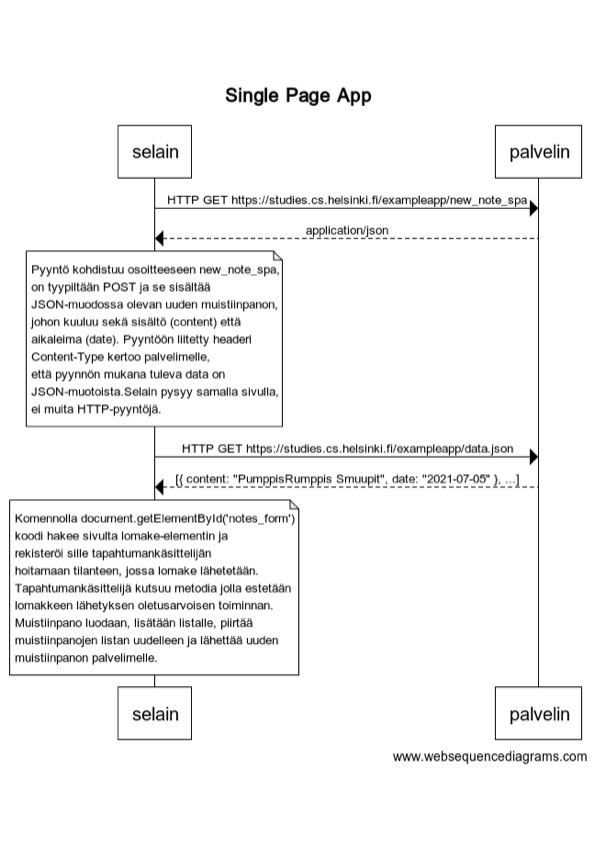 Single Page App
selain
palvelin
HTTP GET https://studies.cs.helsinki.fi/exampleapp/new_note_spa
application/json
Pyyntö kohdistuu osoitteeseen new_note_spa,
on tyypiltään POST ja se sisältää
JSON-muodossa olevan uuden muistiinpanon,
johon kuuluu sekä sisältö (content) että
aikaleima (date). Pyyntöön liitetty headeri
Content-Type kertoo palvelimelle,
että pyynnön mukana tuleva data on
JSON-muotoista.Selain pysyy samalla sivulla,
ei muita HTTP-pyyntöjä.
HTTP GET https://studies.cs.helsinki.fi/exampleapp/data.json
[{ content: "PumppisRumppis Smuupit", date: "2021-07-05" }, ...]
Komennolla document.getElementById('notes_form')
koodi hakee sivulta lomake-elementin ja
rekisteröi sille tapahtumankäsittelijän
hoitamaan tilanteen, jossa lomake lähetetään.
Tapahtumankäsittelijä kutsuu metodia jolla estetään
lomakkeen lähetyksen oletusarvoisen toiminnan.
Muistiinpano luodaan, lisätään listalle, piirtää
muistiinpanojen listan uudelleen ja lähettää uuden
muistiinpanon palvelimelle.
selain
palvelin
www.websequencediagrams.com